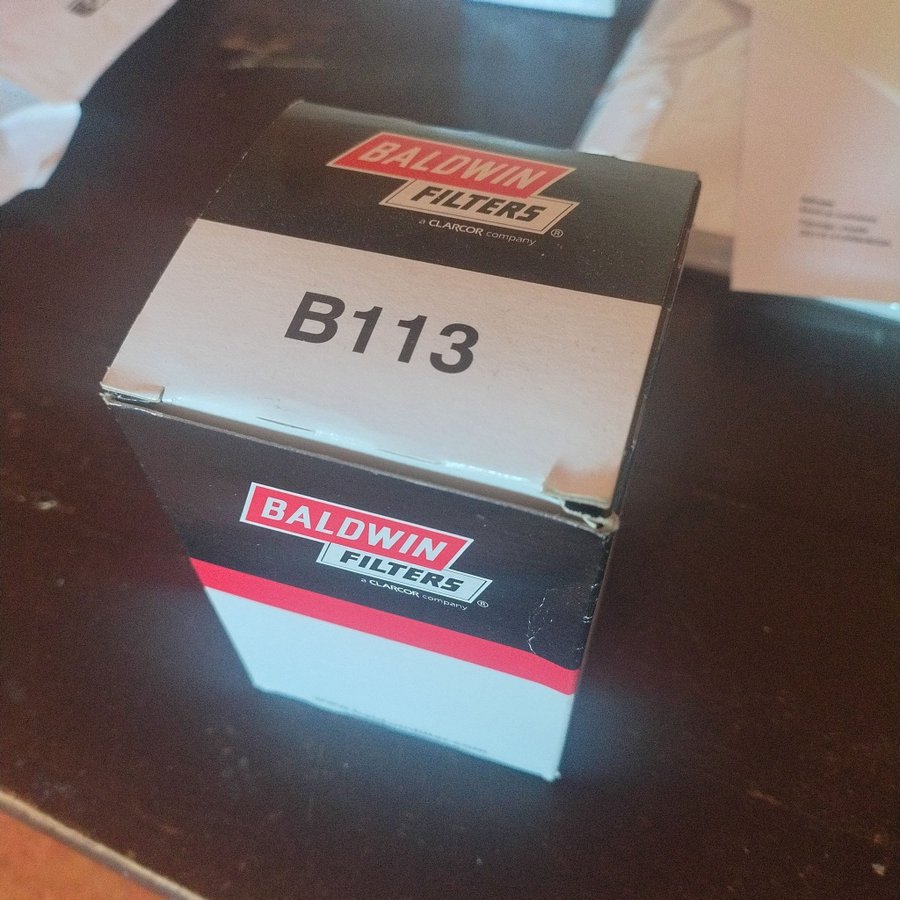 BALDWIN
FILTERS
®
a CLARCOR company
B113
BALDWIN
FILTERS
®
a CLARCOR company